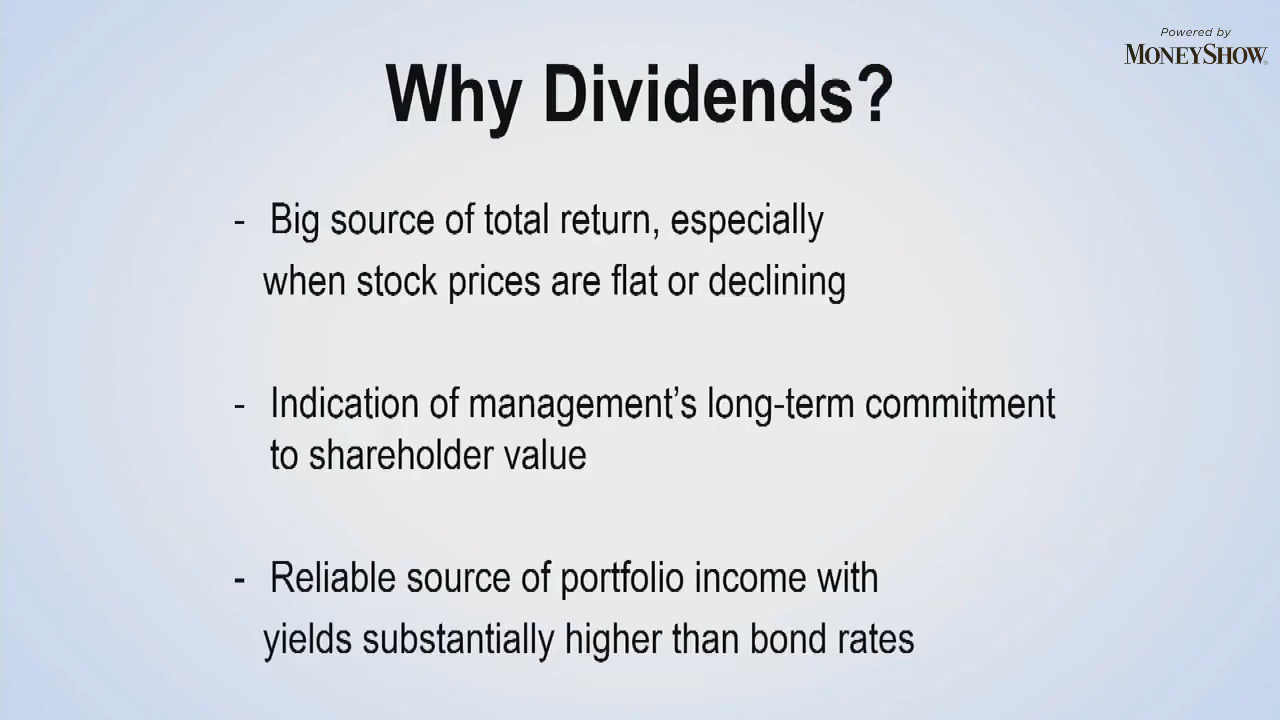 Powered by
MONEYSHOW
Why Dividends?
- Big source of total return, especially
when stock prices are flat or declining
- Indication of management’s long-term commitment
to shareholder value
- Reliable source of portfolio income with
yields substantially higher than bond rates